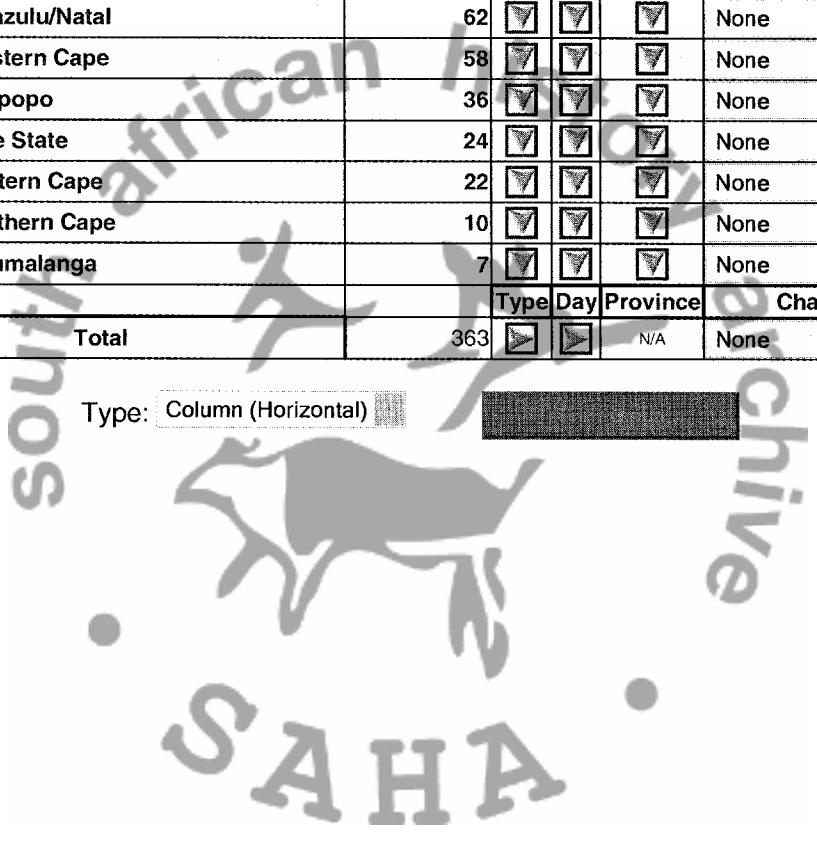 zulu/Natal 62 None
stern Cape 58 None
popo 36 None
e State 24 None
tern Cape 22 None
thern Cape 10 None
umalanga 7 None
Type Day Province Cha
Total 363 N/A None
Type: Column (Horizontal)
south african history archive
SAHA